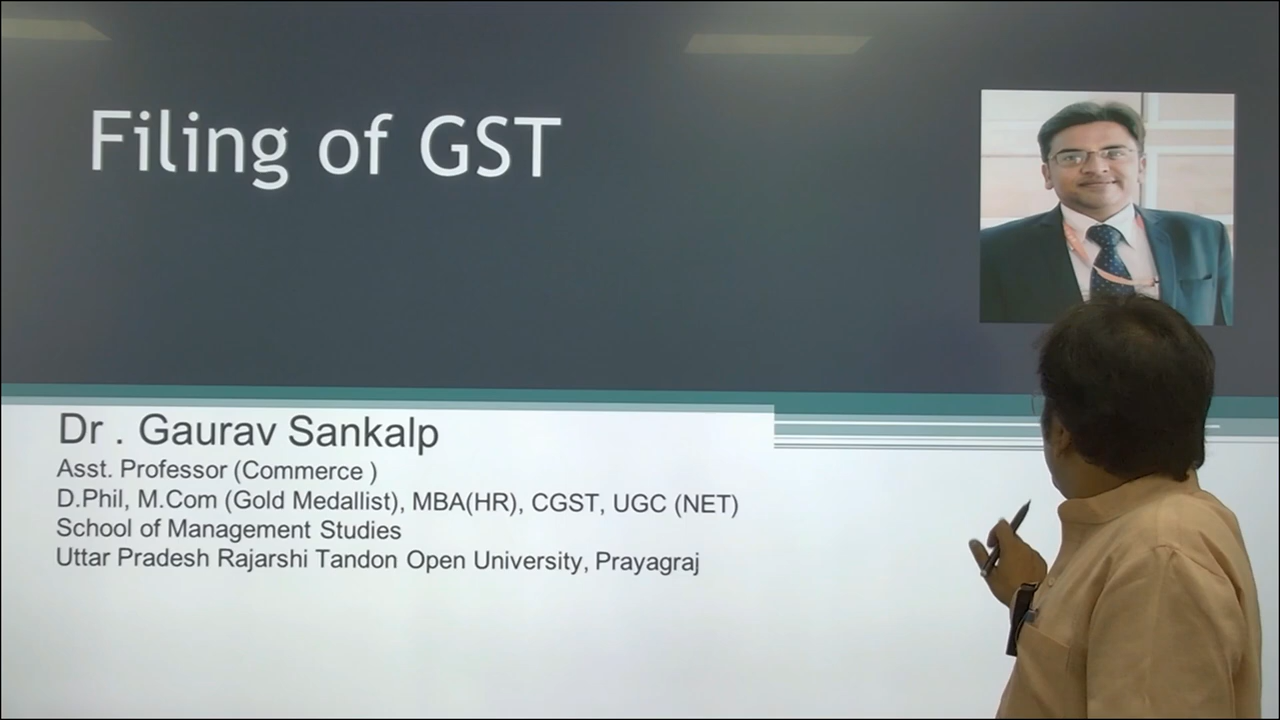 Filing of GST
Dr . Gaurav Sankalp
Asst. Professor (Commerce )
D.Phil, M.Com (Gold Medallist), MBA(HR), CGST, UGC (NET)
School of Management Studies
Uttar Pradesh Rajarshi Tandon Open University, Prayagraj